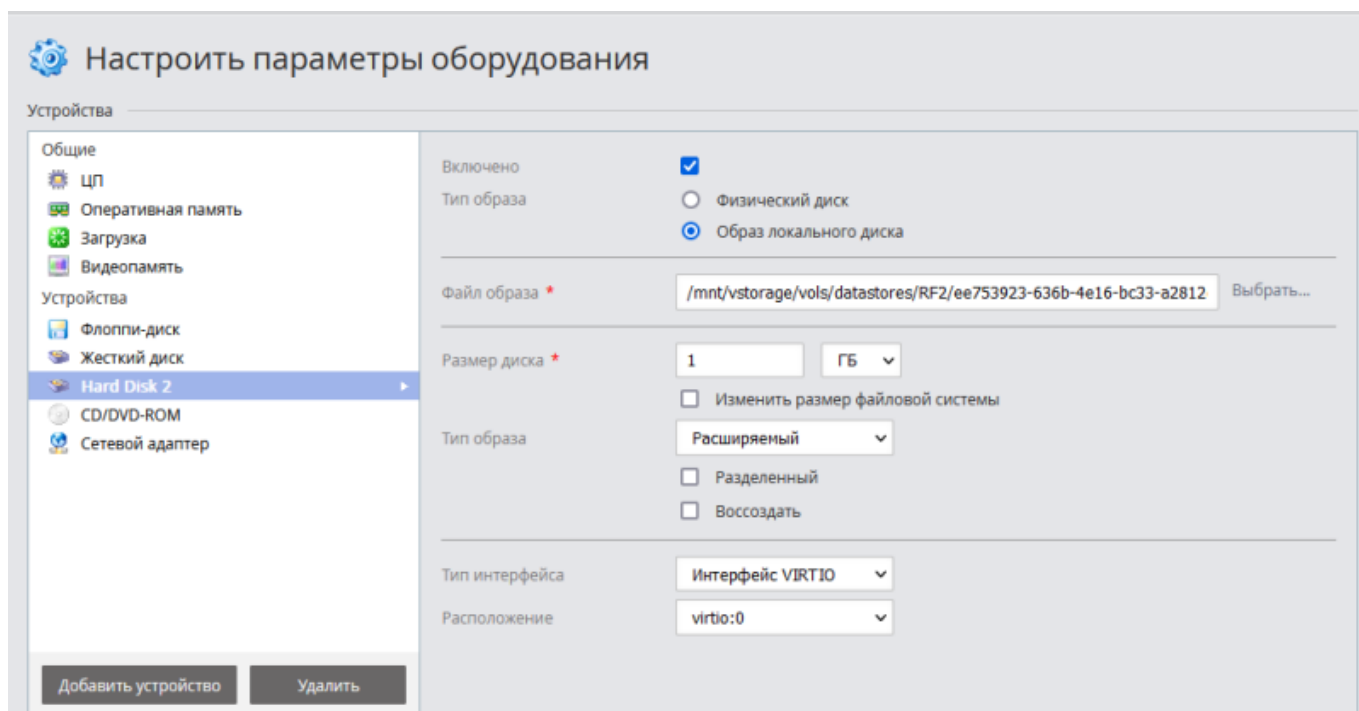 Настроить параметры оборудования
Устройства
Общие
ЦП
Оперативная память
Загрузка
Видеопамять
Устройства
Флоппи-диск
Жесткий диск
Hard Disk 2
CD/DVD-ROM
Сетевой адаптер
Добавить устройство Удалить
Включено
Тип образа Физический диск
Образ локального диска
Файл образа * /mnt/vstorage/vols/datastores/RF2/ee753923-636b-4e16-bc33-a2812 Выбрать...
Размер диска * 1 ГБ
Изменить размер файловой системы
Тип образа Расширяемый
Разделенный
Воссоздать
Тип интерфейса Интерфейс VIRTIO
Расположение virtio:0